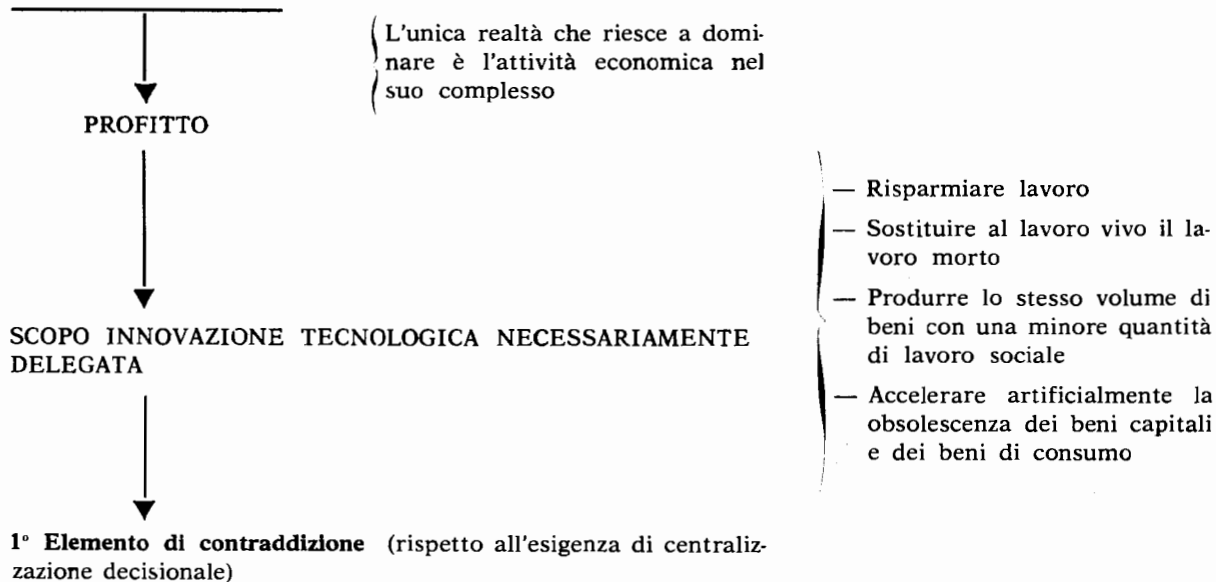 L'unica realtà che riesce a domi-
nare è l'attività economica nel
suo complesso
PROFITTO
— Risparmiare lavoro
— Sostituire al lavoro vivo il la-
voro morto
— Produrre lo stesso volume di
beni con una minore quantità
di lavoro sociale
— Accelerare artificialmente la
obsolescenza dei beni capitali
e dei beni di consumo
SCOPO INNOVAZIONE TECNOLOGICA NECESSARIAMENTE
DELEGATA
1° Elemento di contraddizione (rispetto all'esigenza di centraliz-
zazione decisionale)